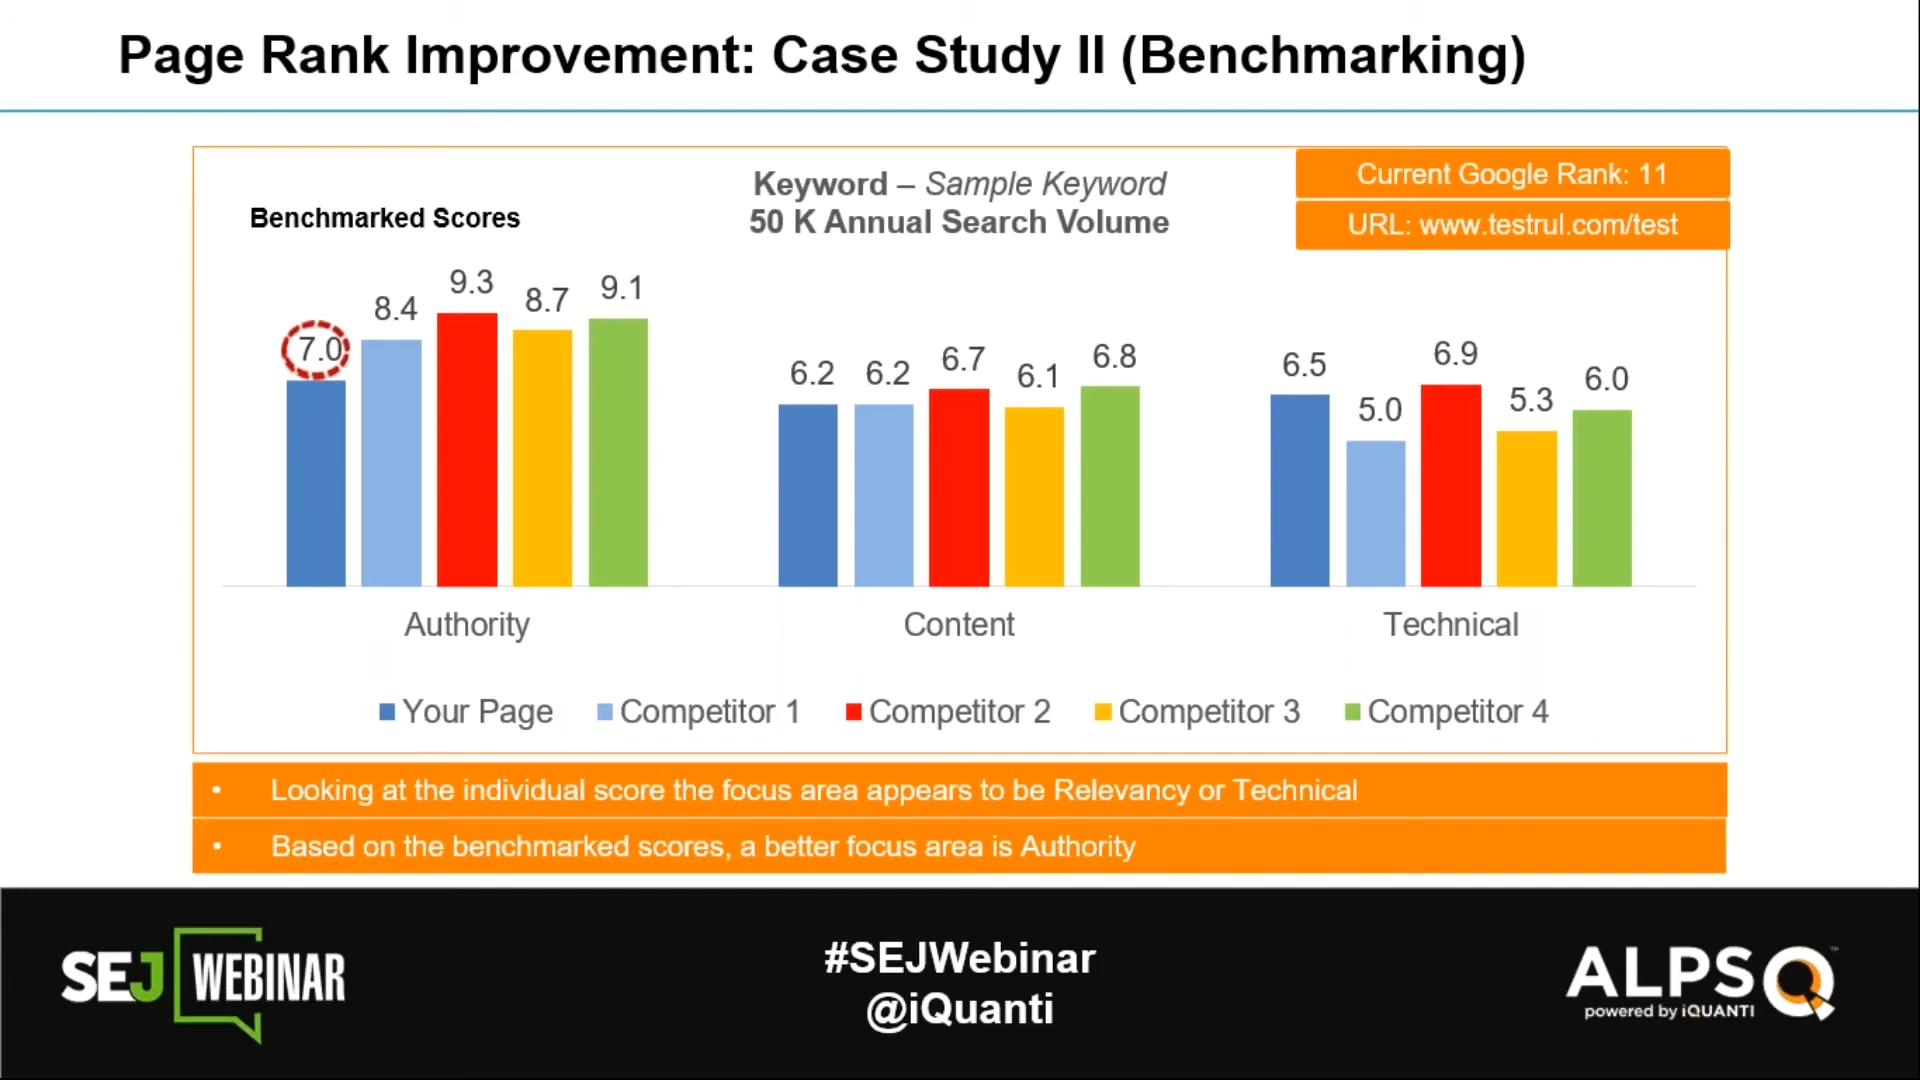 Page Rank Improvement: Case Study II (Benchmarking)
Keyword – Sample Keyword
50 K Annual Search Volume
Current Google Rank: 11
URL: www.testrul.com/test
Benchmarked Scores
7.0 8.4 9.3 8.7 9.1
6.2 6.2 6.7 6.1 6.8
6.5 5.0 6.9 5.3 6.0
Authority Content Technical
Your Page Competitor 1 Competitor 2 Competitor 3 Competitor 4
• Looking at the individual score the focus area appears to be Relevancy or Technical
• Based on the benchmarked scores, a better focus area is Authority
SEJ WEBINAR
#SEJWebinar
@iQuanti
ALPS Q™
powered by iQUANTI